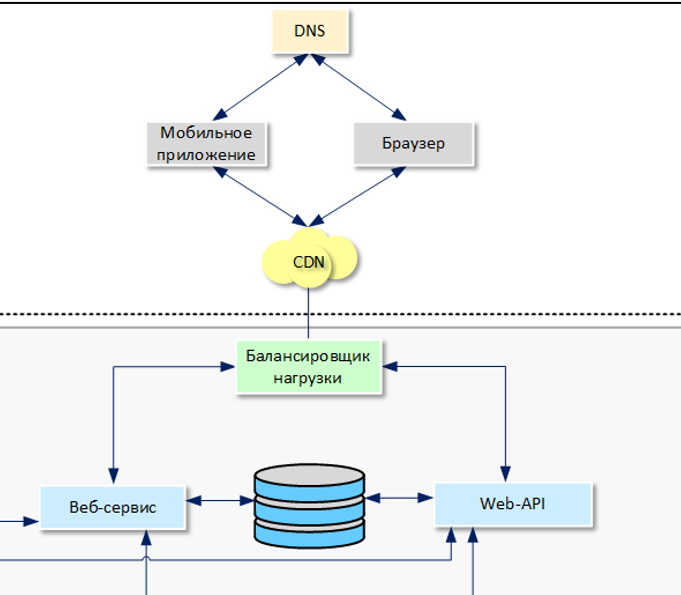 DNS
Мобильное
приложение
Браузер
CDN
Балансировщик
нагрузки
Веб-сервис
Web-API